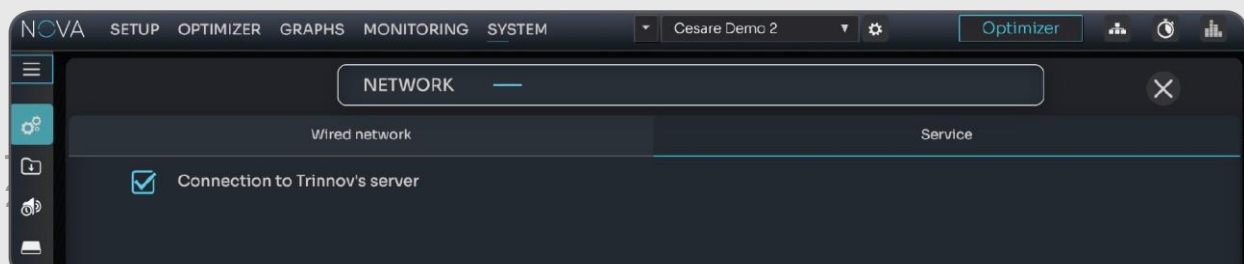 NOVA SETUP OPTIMIZER GRAPHS MONITORING SYSTEM Cesare Demo 2 Optimizer
NETWORK
Wired network Service
Connection to Trinnov's server